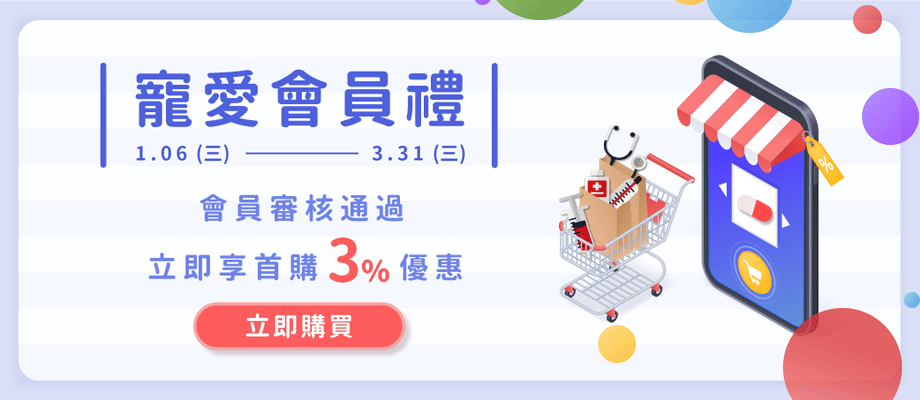 寵愛會員禮
1.06 (三) 3.31 (三)
會員審核通過
立即享首購3%優惠
立即購買
%